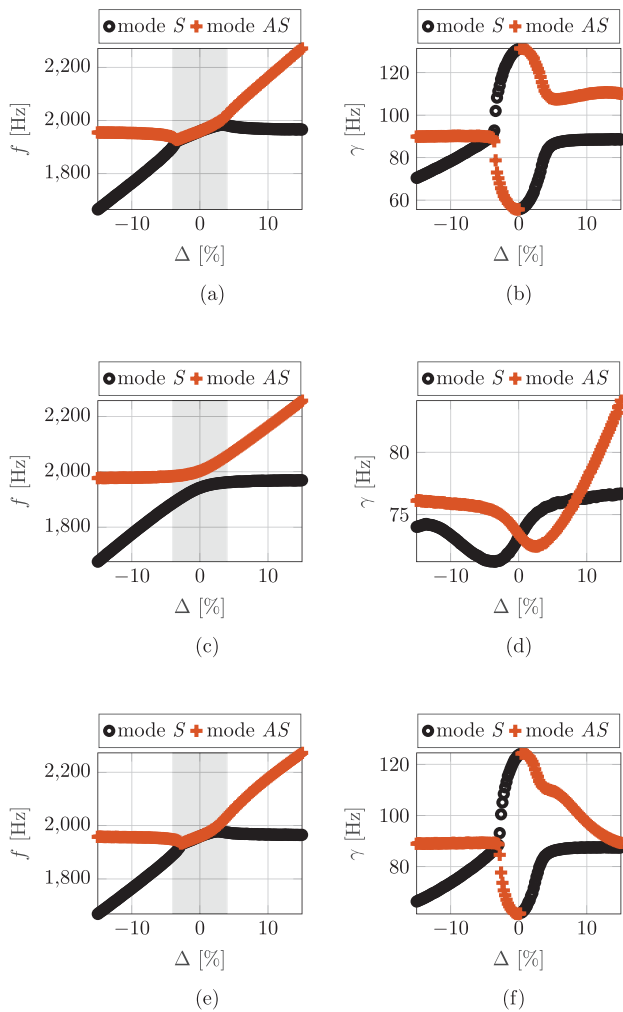 mode S mode AS mode S mode AS
2,200
2,000
1,800
f [Hz]
−10 0 10
Δ [%]
(a)
120
100
80
60
γ [Hz]
−10 0 10
Δ [%]
(b)
mode S mode AS mode S mode AS
2,200
2,000
1,800
f [Hz]
−10 0 10
Δ [%]
(c)
80
75
γ [Hz]
−10 0 10
Δ [%]
(d)
mode S mode AS mode S mode AS
2,200
2,000
1,800
f [Hz]
−10 0 10
Δ [%]
(e)
120
100
80
γ [Hz]
−10 0 10
Δ [%]
(f)